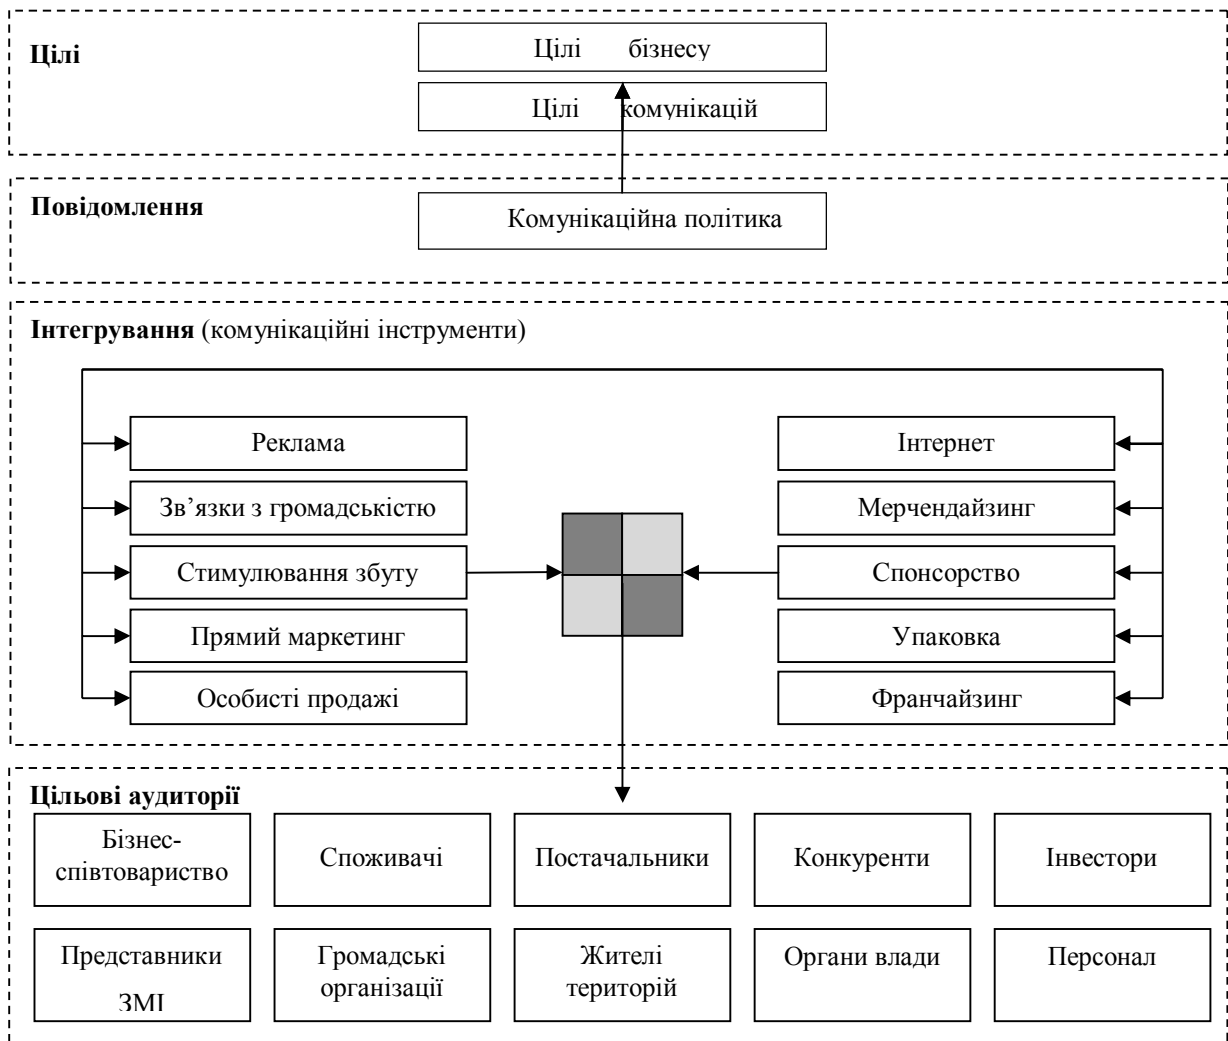 Цілі
Цілі бізнесу
Цілі комунікацій
Повідомлення
Комунікаційна політика
Інтегрування (комунікаційні інструменти)
Реклама
Зв’язки з громадськістю
Стимулювання збуту
Прямий маркетинг
Особисті продажі
Інтернет
Мерчендайзинг
Спонсорство
Упаковка
Франчайзинг
Цільові аудиторії
Бізнес-
співтовариство
Споживачі
Постачальники
Конкуренти
Інвестори
Представники
ЗМІ
Громадські
організації
Жителі
територій
Органи влади
Персонал